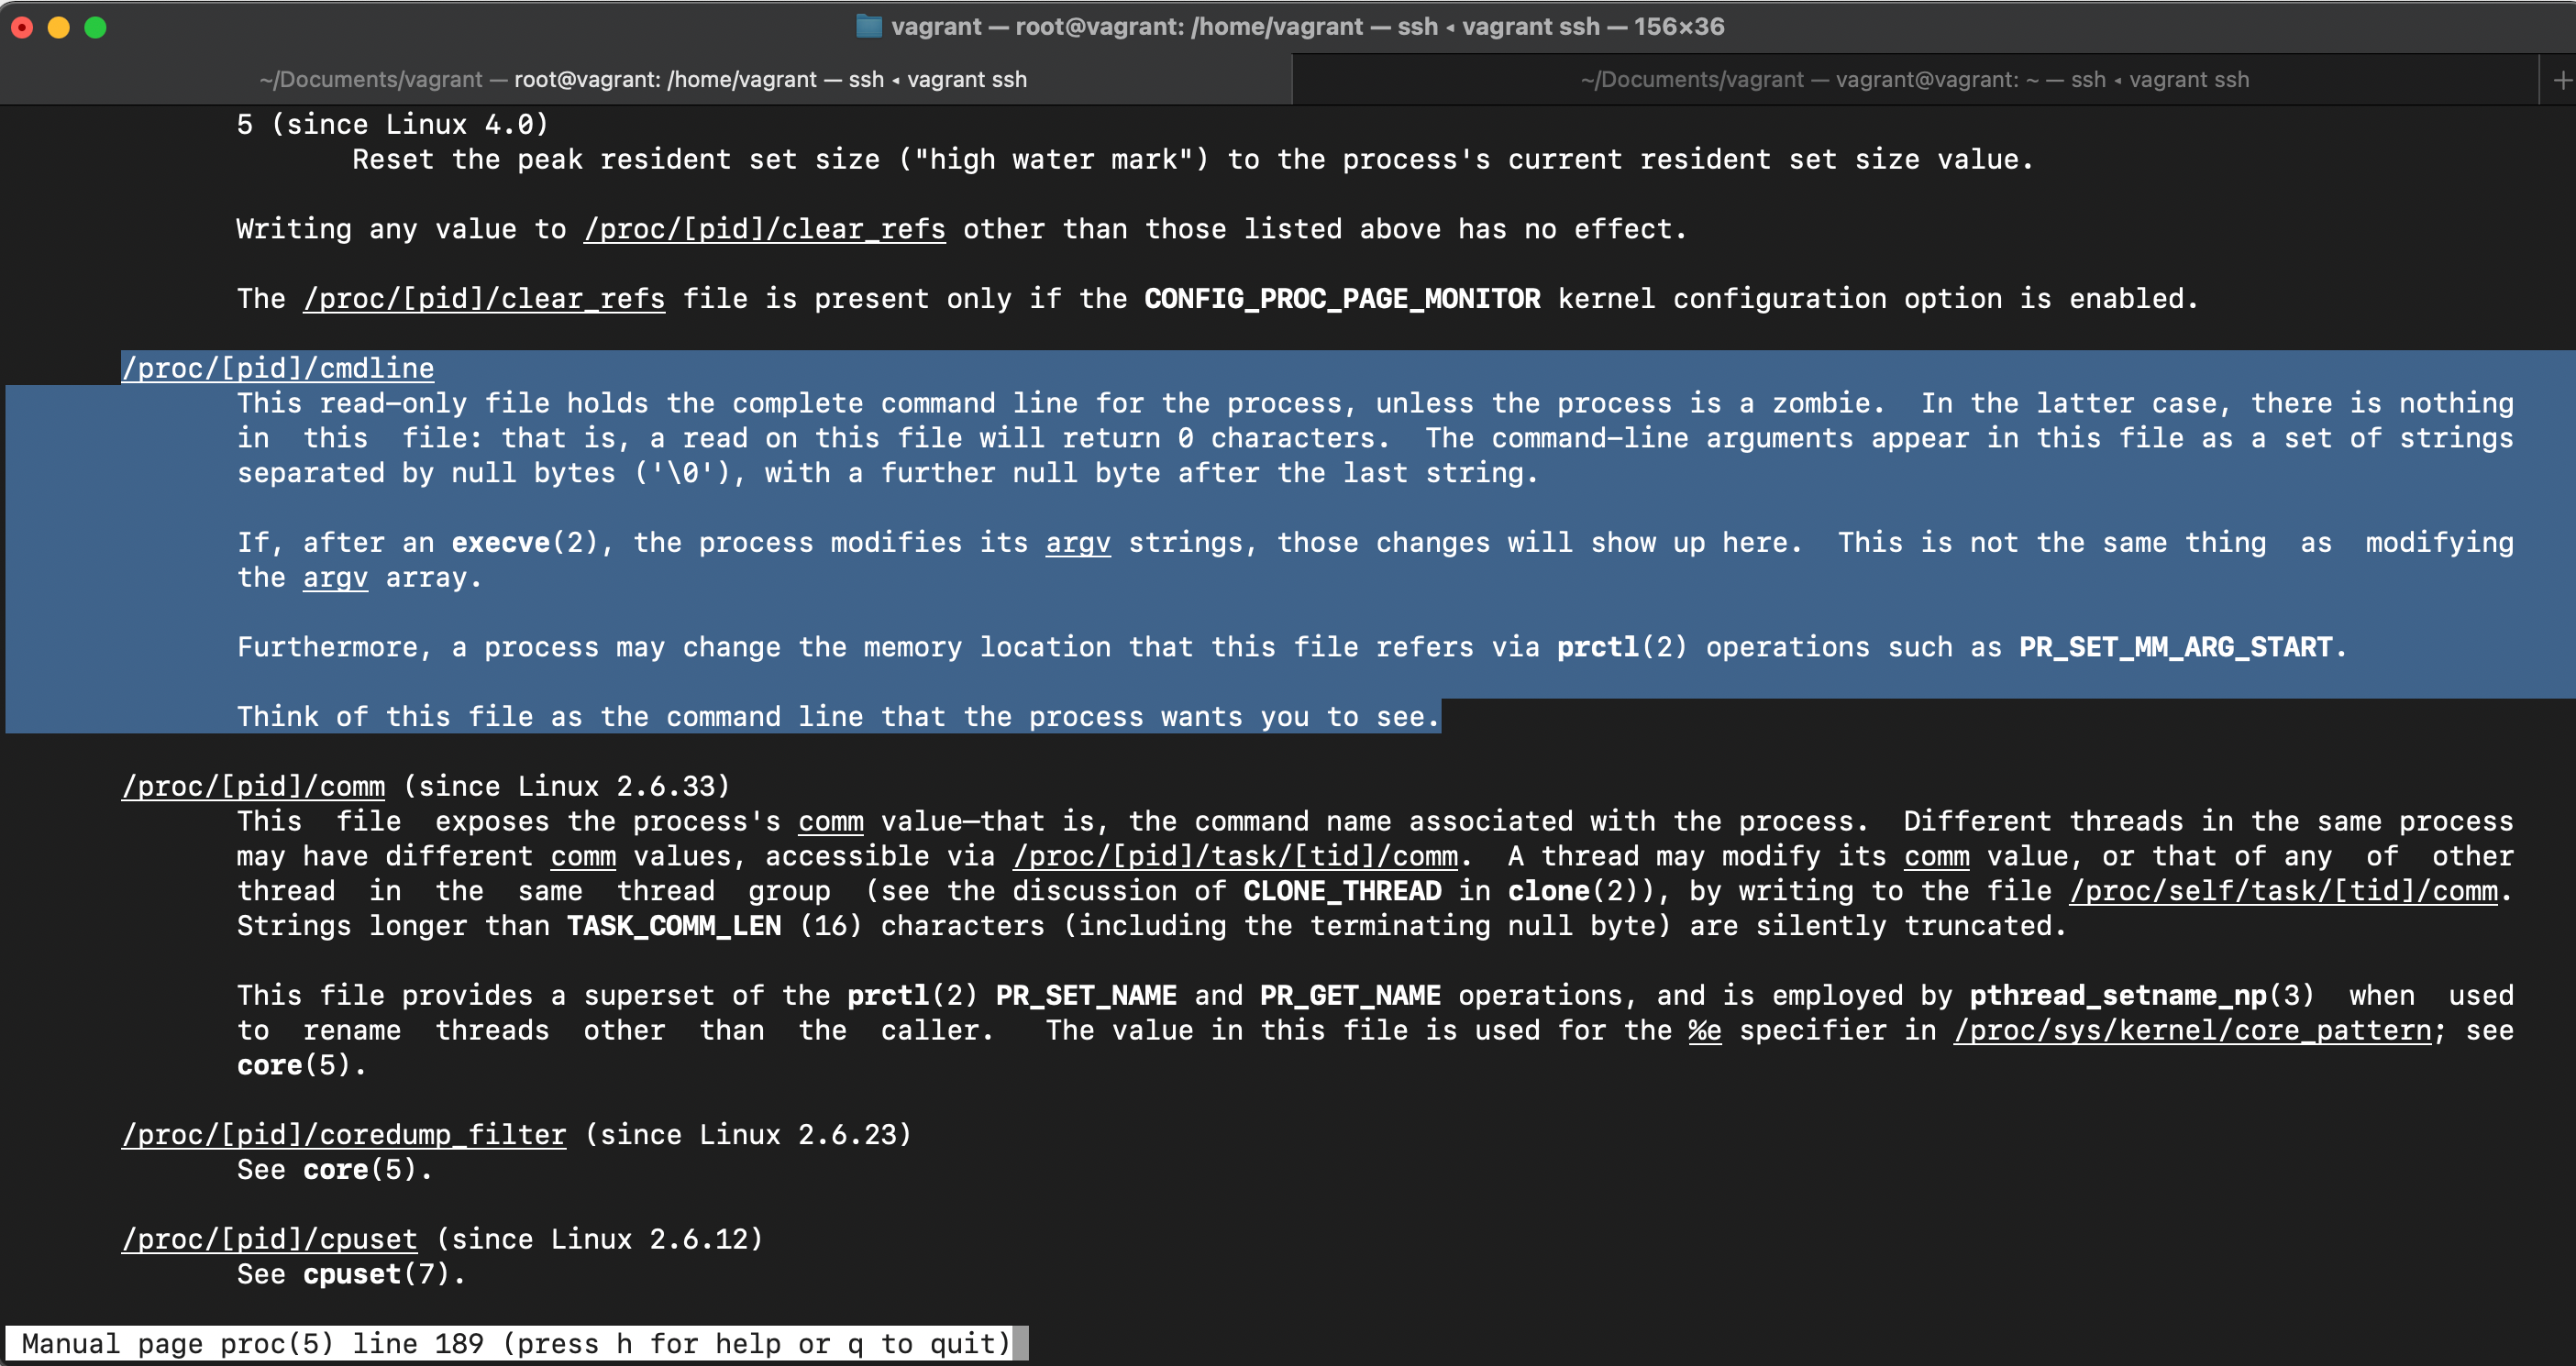 vagrant — root@vagrant: /home/vagrant — ssh ◂ vagrant ssh — 156×36
~/Documents/vagrant — root@vagrant: /home/vagrant — ssh ◂ vagrant ssh
~/Documents/vagrant — vagrant@vagrant: ~ — ssh ◂ vagrant ssh
+
5 (since Linux 4.0)
Reset the peak resident set size ("high water mark") to the process's current resident set size value.
Writing any value to /proc/[pid]/clear_refs other than those listed above has no effect.
The /proc/[pid]/clear_refs file is present only if the CONFIG_PROC_PAGE_MONITOR kernel configuration option is enabled.
/proc/[pid]/cmdline
This read–only file holds the complete command line for the process, unless the process is a zombie.  In the latter case, there is nothing
in  this  file: that is, a read on this file will return 0 characters.  The command–line arguments appear in this file as a set of strings
separated by null bytes ('\0'), with a further null byte after the last string.
If, after an execve(2), the process modifies its argv strings, those changes will show up here.  This is not the same thing  as  modifying
the argv array.
Furthermore, a process may change the memory location that this file refers via prctl(2) operations such as PR_SET_MM_ARG_START.
Think of this file as the command line that the process wants you to see.
/proc/[pid]/comm (since Linux 2.6.33)
This  file  exposes the process's comm value—that is, the command name associated with the process.  Different threads in the same process
may have different comm values, accessible via /proc/[pid]/task/[tid]/comm.  A thread may modify its comm value, or that of any  of  other
thread  in  the  same  thread  group  (see the discussion of CLONE_THREAD in clone(2)), by writing to the file /proc/self/task/[tid]/comm.
Strings longer than TASK_COMM_LEN (16) characters (including the terminating null byte) are silently truncated.
This file provides a superset of the prctl(2) PR_SET_NAME and PR_GET_NAME operations, and is employed by pthread_setname_np(3)  when  used
to  rename  threads  other  than  the  caller.   The value in this file is used for the %e specifier in /proc/sys/kernel/core_pattern; see
core(5).
/proc/[pid]/coredump_filter (since Linux 2.6.23)
See core(5).
/proc/[pid]/cpuset (since Linux 2.6.12)
See cpuset(7).
Manual page proc(5) line 189 (press h for help or q to quit)